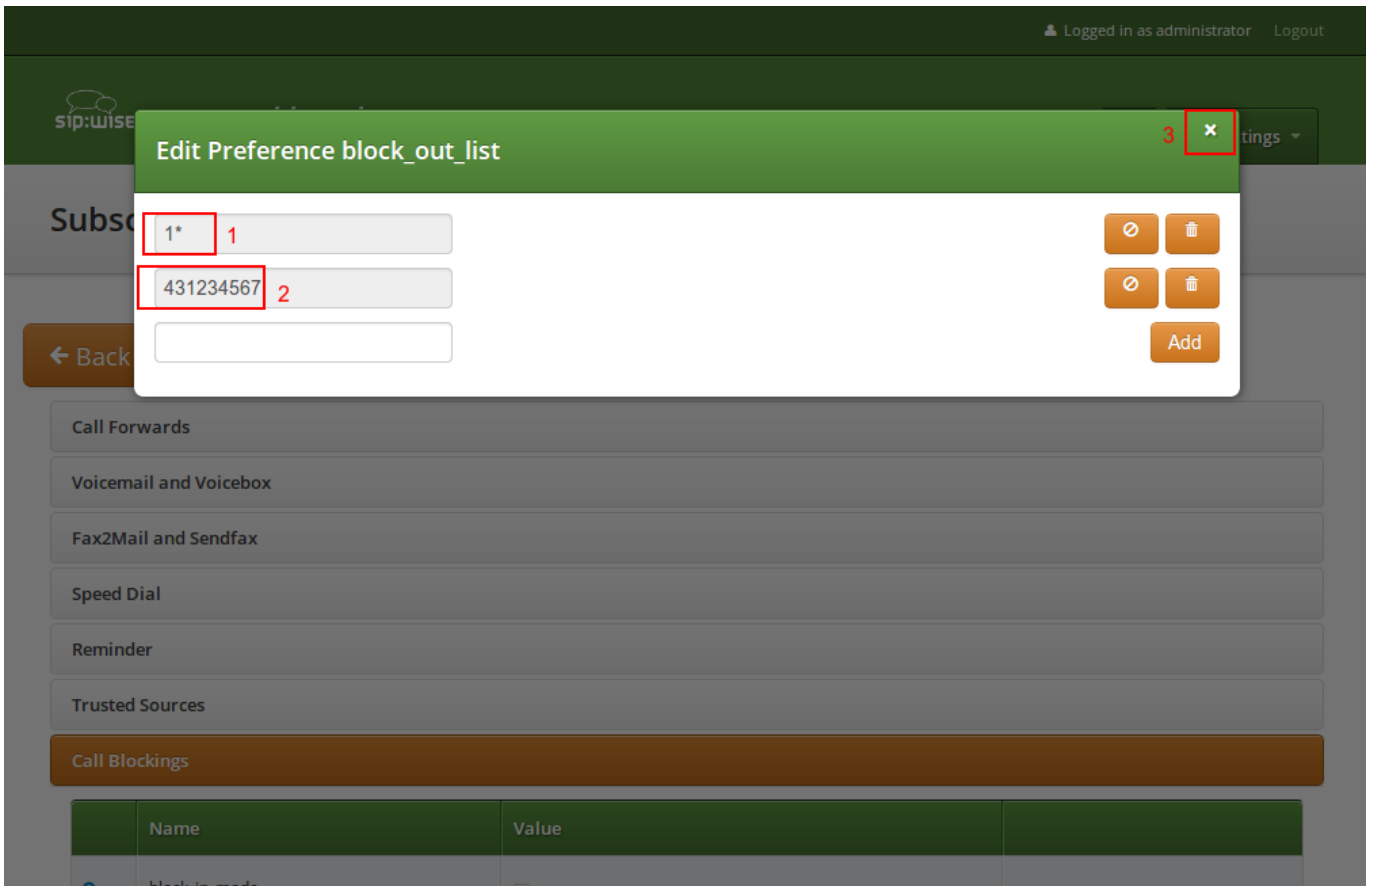 Logged in as administrator Logout
sip:wise
3 × tings
Edit Preference block_out_list
Subsc
1* 1
431234567 2
Add
Back
Call Forwards
Voicemail and Voicebox
Fax2Mail and Sendfax
Speed Dial
Reminder
Trusted Sources
Call Blockings
Name Value